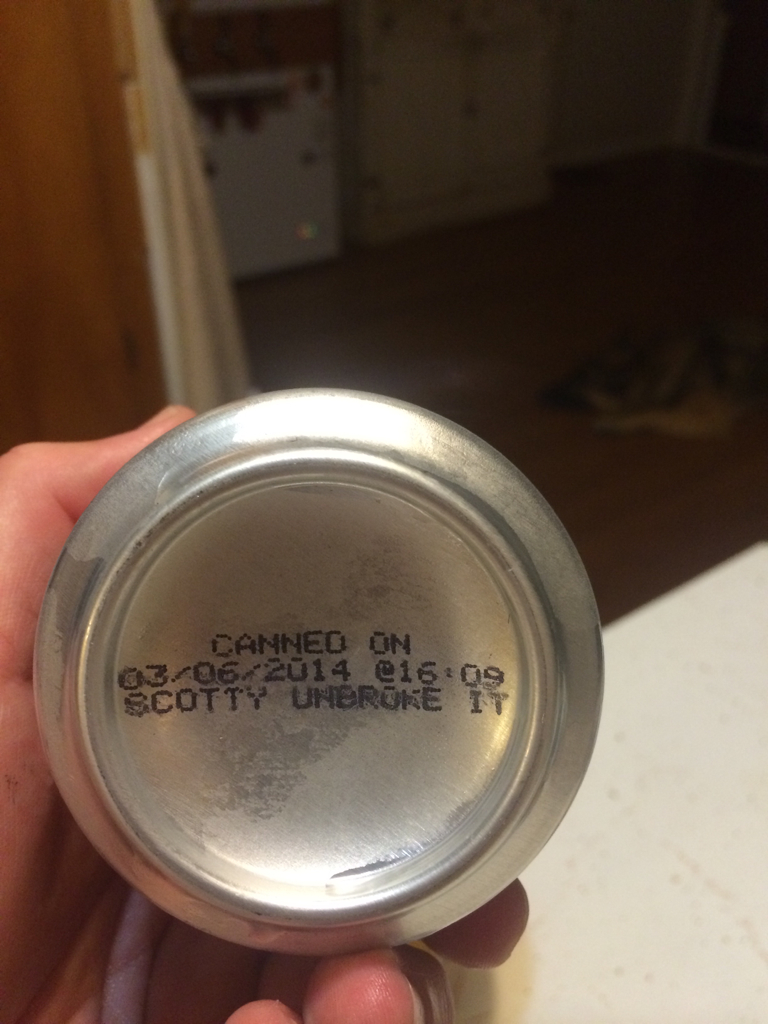 CANNED ON
03/06/2014 @16:09
SCOTTY UNBROKE IT